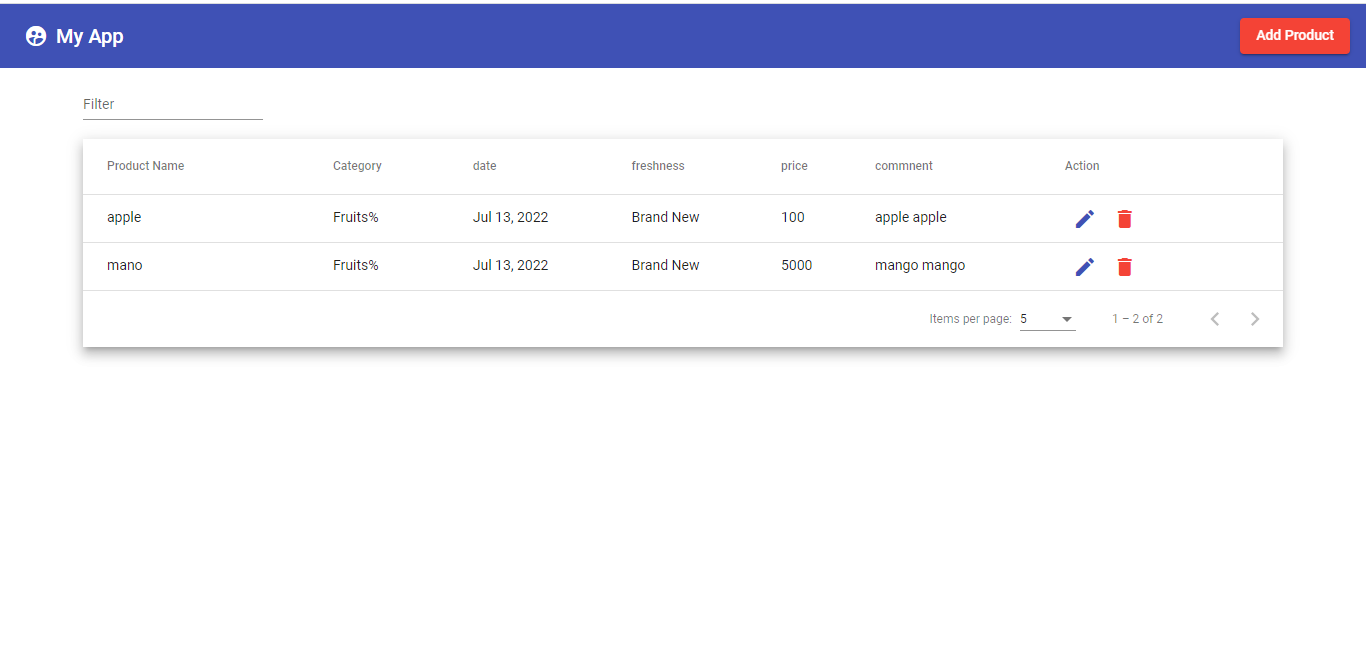 My App
Add Product
Filter
Product Name Category date freshness price commnent Action
apple Fruits% Jul 13, 2022 Brand New 100 apple apple
mano Fruits% Jul 13, 2022 Brand New 5000 mango mango
Items per page: 5 1 – 2 of 2